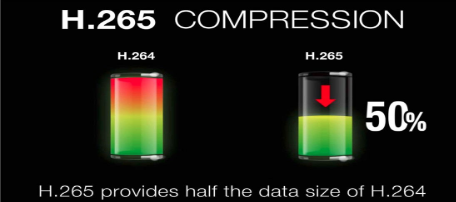 H.265 COMPRESSION
H.264 H.265
50%
H.265 provides half the data size of H.264